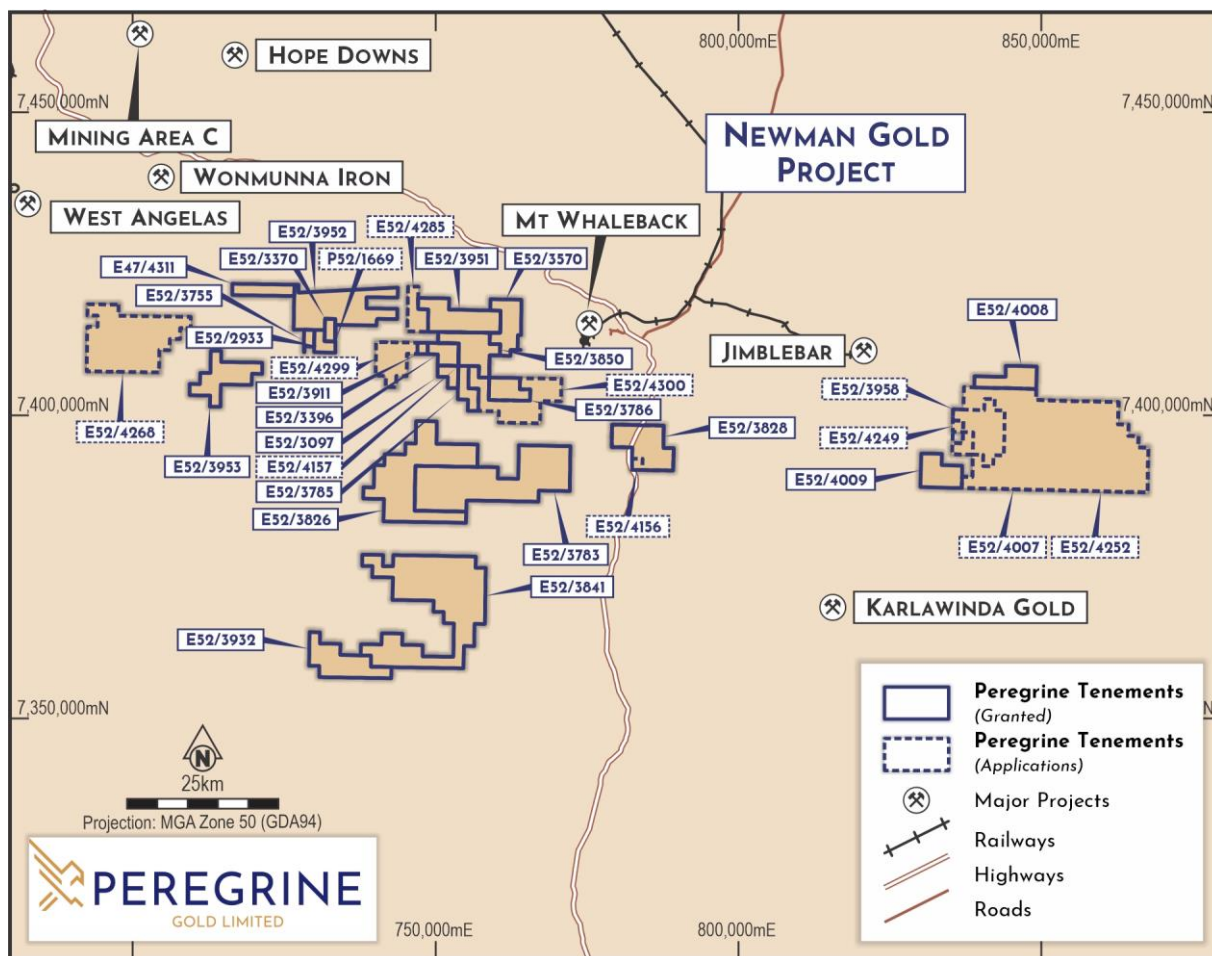 800,000mE
850,000mE
HOPE DOWNS
7,450,000mN
7,450,000mN
MINING AREA C
NEWMAN GOLD
PROJECT
WONMUNNA IRON
WEST ANGELAS
MT WHALEBACK
E52/3952
E52/4285
E52/3370
P52/1669
E52/3951
E52/3570
E47/4311
E52/3755
E52/4008
E52/2933
E52/3850
JIMBLEBAR
E52/4299
E52/3911
E52/4300
E52/3958
E52/3396
E52/3786
7,400,000mN
7,400,000mN
E52/4268
E52/3097
E52/3828
E52/4249
E52/3953
E52/4157
E52/3785
E52/4009
E52/3826
E52/4156
E52/3783
E52/4007
E52/4252
E52/3841
KARLAWINDA GOLD
E52/3932
7,350,000mN
N
Peregrine Tenements
(Granted)
Peregrine Tenements
(Applications)
Major Projects
Railways
Highways
Roads
N
25km
Projection: MGA Zone 50 (GDA94)
PEREGRINE
GOLD LIMITED
750,000mE
800,000mE